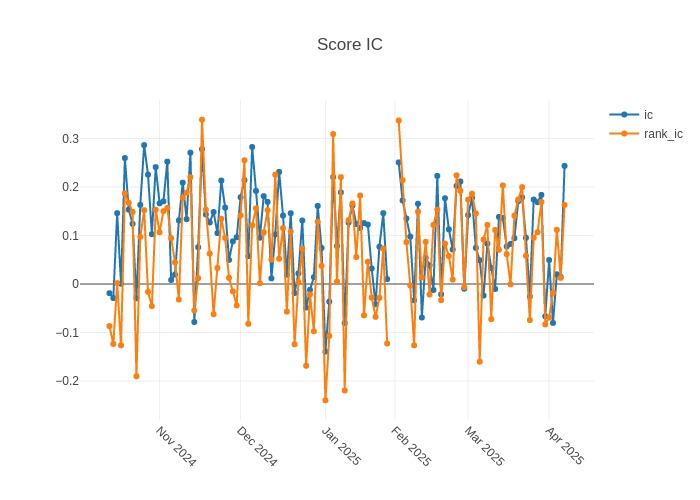 Score IC
ic
rank_ic
0.3
0.2
0.1
0
−0.1
−0.2
Nov 2024
Dec 2024
Jan 2025
Feb 2025
Mar 2025
Apr 2025